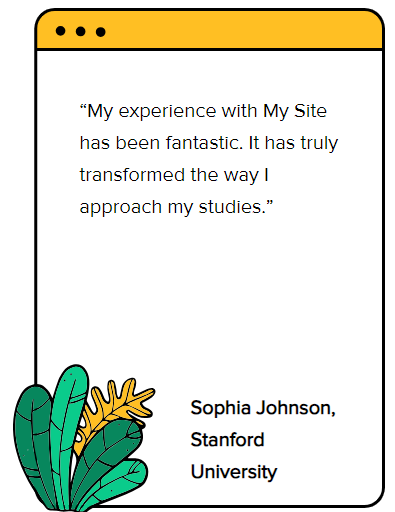 “My experience with My Site
has been fantastic. It has truly
transformed the way I
approach my studies.”
Sophia Johnson,
Stanford
University